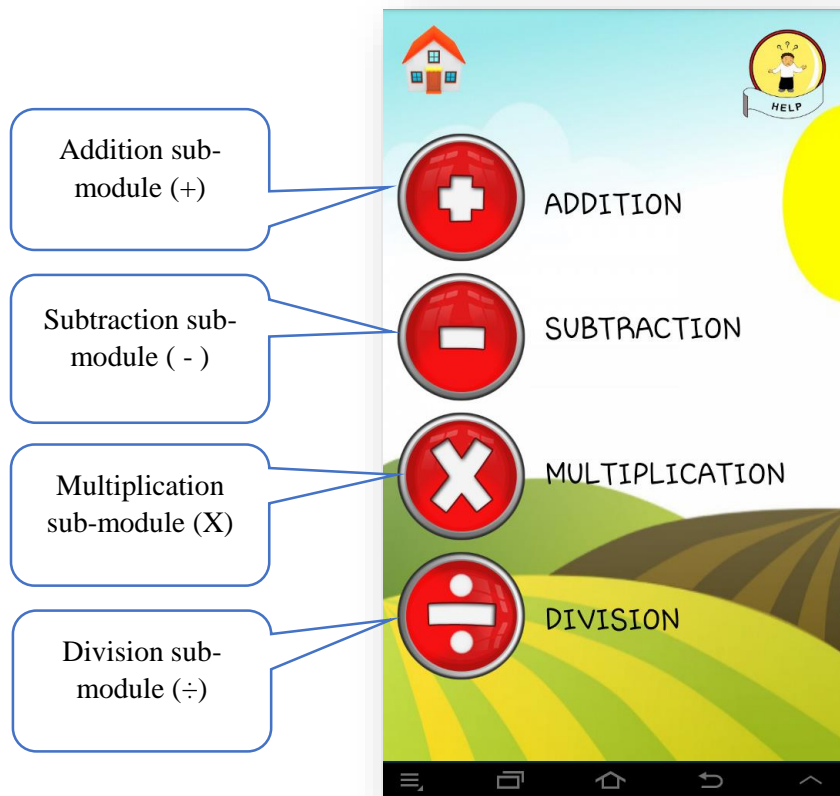 HELP
Addition sub-
module (+)
ADDITION
Subtraction sub-
module ( - )
SUBTRACTION
Multiplication
sub-module (X)
MULTIPLICATION
Division sub-
module (÷)
DIVISION